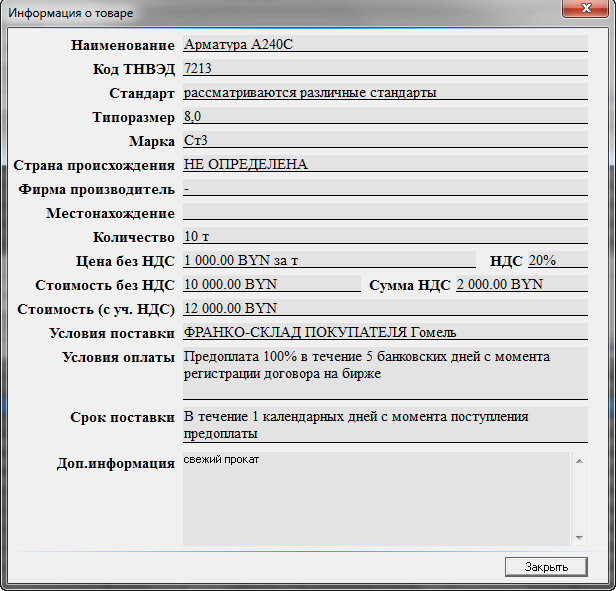 Информация о товаре
Наименование Арматура А240С
Код ТНВЭД 7213
Стандарт рассматриваются различные стандарты
Типоразмер 8,0
Марка Ст3
Страна происхождения НЕ ОПРЕДЕЛЕНА
Фирма производитель -
Местонахождение
Количество 10 т
Цена без НДС 1 000.00 BYN за т НДС 20%
Стоимость без НДС 10 000.00 BYN Сумма НДС 2 000.00 BYN
Стоимость (с уч. НДС) 12 000.00 BYN
Условия поставки ФРАНКО-СКЛАД ПОКУПАТЕЛЯ Гомель
Условия оплаты Предоплата 100% в течение 5 банковских дней с момента
регистрации договора на бирже
Срок поставки В течение 1 календарных дней с момента поступления
предоплаты
Доп.информация свежий прокат
Закрыть